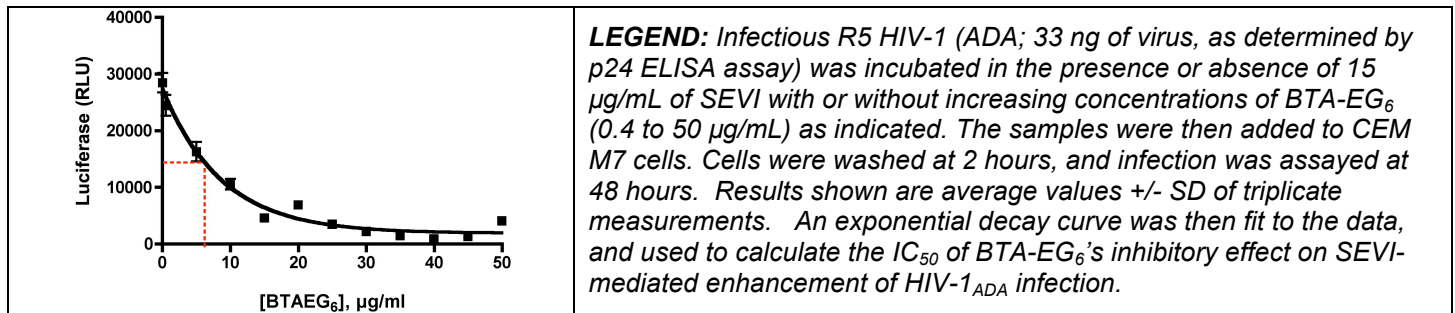 40000
30000
20000
10000
0
Luciferase (RLU)
0 10 20 30 40 50
[BTAEG₆], µg/ml
LEGEND: Infectious R5 HIV-1 (ADA; 33 ng of virus, as determined by
p24 ELISA assay) was incubated in the presence or absence of 15
µg/mL of SEVI with or without increasing concentrations of BTA-EG₆
(0.4 to 50 µg/mL) as indicated. The samples were then added to CEM
M7 cells. Cells were washed at 2 hours, and infection was assayed at
48 hours. Results shown are average values +/- SD of triplicate
measurements. An exponential decay curve was then fit to the data,
and used to calculate the IC₅₀ of BTA-EG₆'s inhibitory effect on SEVI-
mediated enhancement of HIV-1ADA infection.